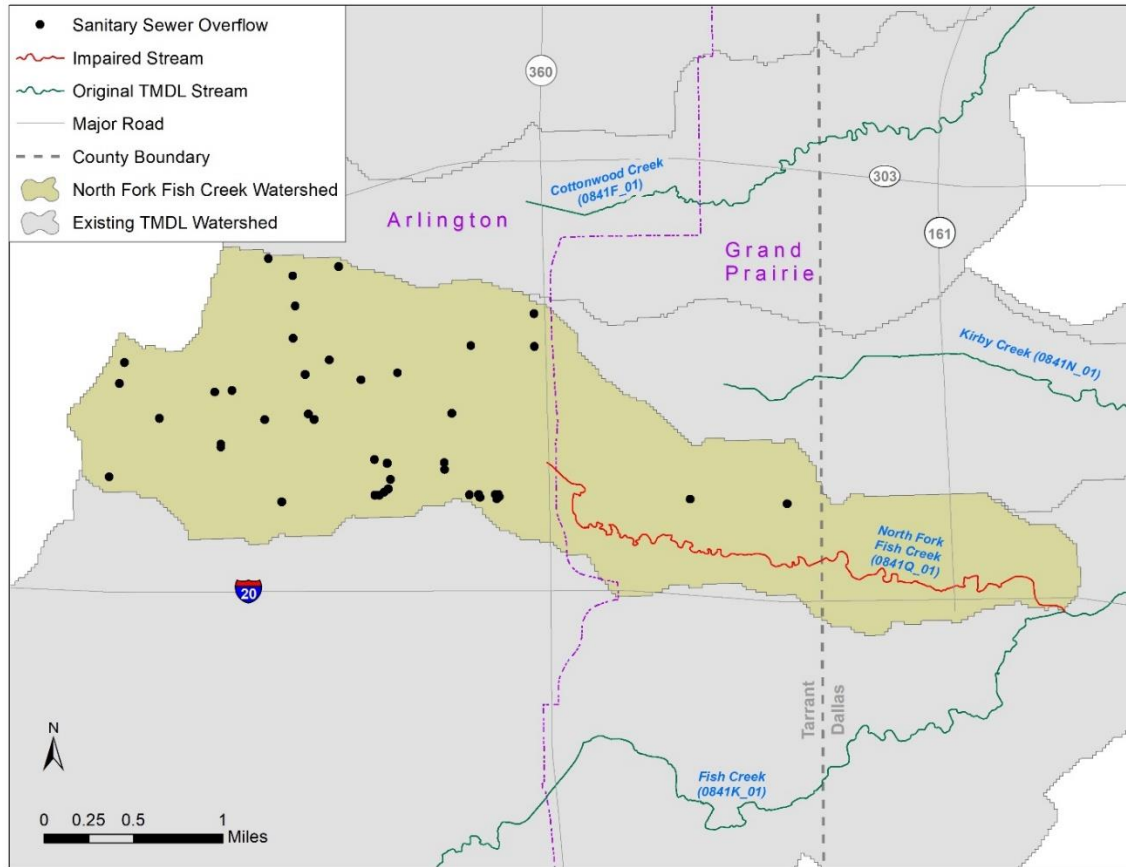 Sanitary Sewer Overflow
Impaired Stream
Original TMDL Stream
Major Road
County Boundary
North Fork Fish Creek Watershed
Existing TMDL Watershed
360
303
161
20
Cottonwood Creek
(0841F_01)
Arlington
Grand
Prairie
Kirby Creek (0841N_01)
North Fork
Fish Creek
(0841Q_01)
Tarrant
Dallas
Fish Creek
(0841K_01)
N
0 0.25 0.5 1
Miles